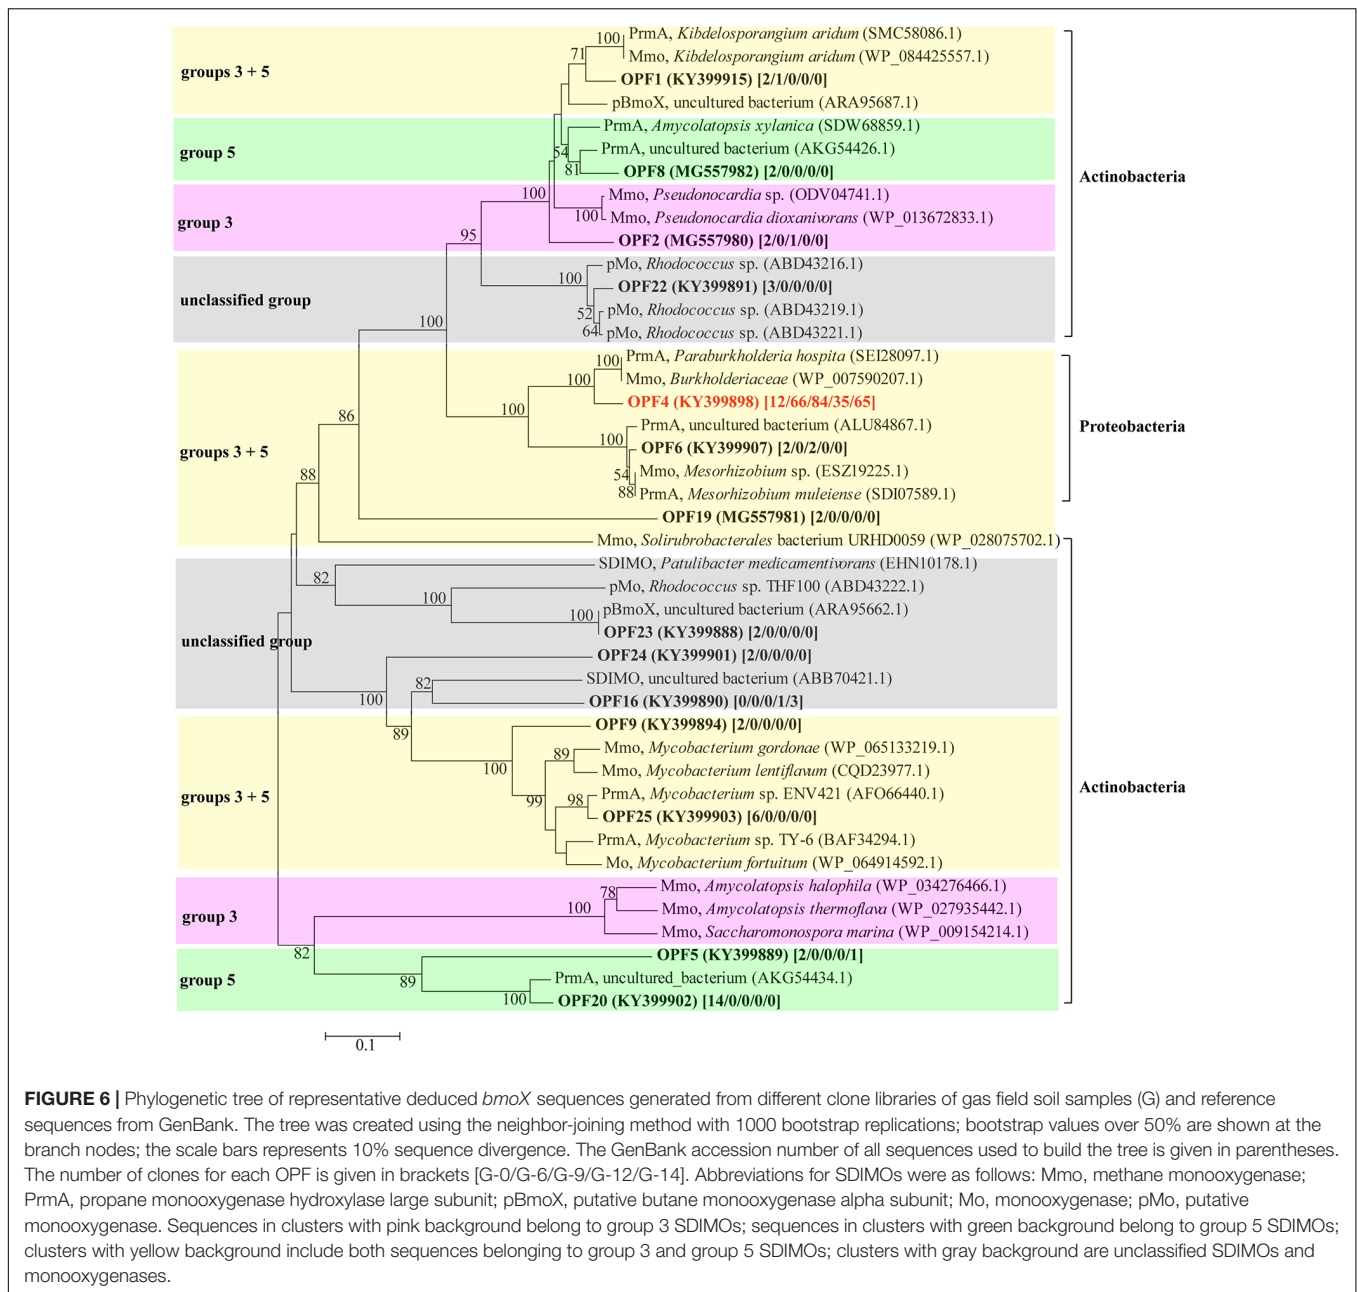 PrmA, Kibdelosporangium aridum (SMC58086.1)
100
Mmo, Kibdelosporangium aridum (WP_084425557.1)
71
groups 3 + 5
OPF1 (KY399915) [2/1/0/0/0]
pBmoX, uncultured bacterium (ARA95687.1)
PrmA, Amycolatopsis xylanica (SDW68859.1)
group 5
54
PrmA, uncultured bacterium (AKG54426.1)
81
OPF8 (MG557982) [2/0/0/0/0]
Actinobacteria
100
Mmo, Pseudonocardia sp. (ODV04741.1)
group 3
100
Mmo, Pseudonocardia dioxanivorans (WP_013672833.1)
95
OPF2 (MG557980) [2/0/1/0/0]
pMo, Rhodococcus sp. (ABD43216.1)
100
OPF22 (KY399891) [3/0/0/0/0]
unclassified group
52
pMo, Rhodococcus sp. (ABD43219.1)
100
64
pMo, Rhodococcus sp. (ABD43221.1)
PrmA, Paraburkholderia hospita (SEI28097.1)
100
100
Mmo, Burkholderiaceae (WP_007590207.1)
OPF4 (KY399898) [12/66/84/35/65]
100
86
PrmA, uncultured bacterium (ALU84867.1)
Proteobacteria
100
OPF6 (KY399907) [2/0/2/0/0]
groups 3 + 5
88
54
Mmo, Mesorhizobium sp. (ESZ19225.1)
88
PrmA, Mesorhizobium muleiense (SDI07589.1)
OPF19 (MG557981) [2/0/0/0/0]
Mmo, Solirubrobacterales bacterium URHD0059 (WP_028075702.1)
SDIMO, Patulibacter medicamentivorans (EHN10178.1)
82
pMo, Rhodococcus sp. THF100 (ABD43222.1)
100
pBmoX, uncultured bacterium (ARA95662.1)
100
OPF23 (KY399888) [2/0/0/0/0]
unclassified group
OPF24 (KY399901) [2/0/0/0/0]
SDIMO, uncultured bacterium (ABB70421.1)
82
100
OPF16 (KY399890) [0/0/0/1/3]
OPF9 (KY399894) [2/0/0/0/0]
89
Mmo, Mycobacterium gordonae (WP_065133219.1)
89
100
Mmo, Mycobacterium lentiflavum (CQD23977.1)
Actinobacteria
groups 3 + 5
PrmA, Mycobacterium sp. ENV421 (AFO66440.1)
99
98
OPF25 (KY399903) [6/0/0/0/0]
PrmA, Mycobacterium sp. TY-6 (BAF34294.1)
Mo, Mycobacterium fortuitum (WP_064914592.1)
Mmo, Amycolatopsis halophila (WP_034276466.1)
78
100
Mmo, Amycolatopsis thermoflava (WP_027935442.1)
group 3
Mmo, Saccharomonospora marina (WP_009154214.1)
82
OPF5 (KY399889) [2/0/0/0/1]
group 5
89
PrmA, uncultured_bacterium (AKG54434.1)
100
OPF20 (KY399902) [14/0/0/0/0]
0.1
FIGURE 6 | Phylogenetic tree of representative deduced bmoX sequences generated from different clone libraries of gas field soil samples (G) and reference
sequences from GenBank. The tree was created using the neighbor-joining method with 1000 bootstrap replications; bootstrap values over 50% are shown at the
branch nodes; the scale bars represents 10% sequence divergence. The GenBank accession number of all sequences used to build the tree is given in parentheses.
The number of clones for each OPF is given in brackets [G-0/G-6/G-9/G-12/G-14]. Abbreviations for SDIMOs were as follows: Mmo, methane monooxygenase;
PrmA, propane monooxygenase hydroxylase large subunit; pBmoX, putative butane monooxygenase alpha subunit; Mo, monooxygenase; pMo, putative
monooxygenase. Sequences in clusters with pink background belong to group 3 SDIMOs; sequences in clusters with green background belong to group 5 SDIMOs;
clusters with yellow background include both sequences belonging to group 3 and group 5 SDIMOs; clusters with gray background are unclassified SDIMOs and
monooxygenases.